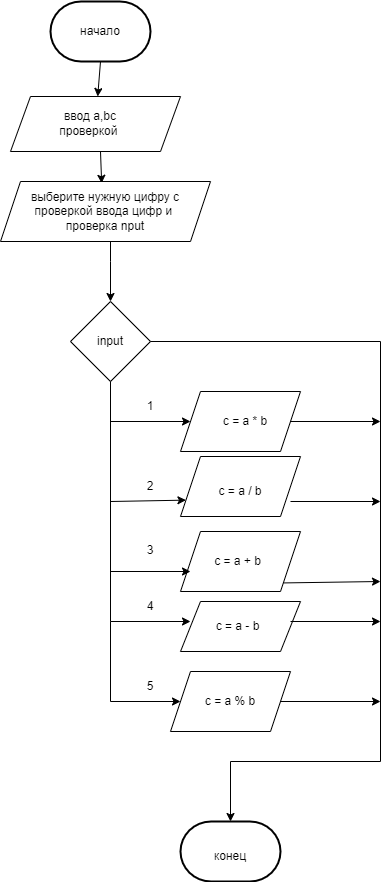 начало
ввод a,bc
проверкой
выберите нужную цифру с
проверкой ввода цифр и
проверка nput
input
1
c = a * b
2
c = a / b
3
c = a + b
4
c = a - b
5
c = a % b
конец